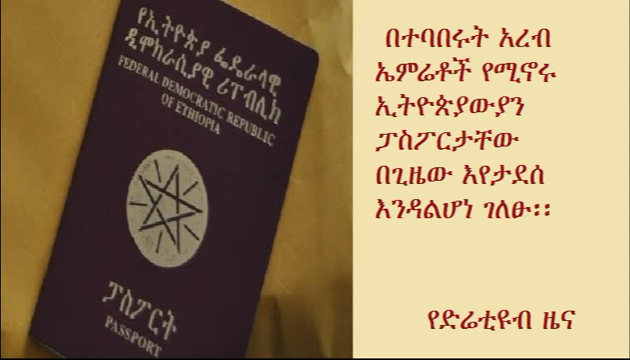 የኢትዮጵያ ፌዴራላዊ
ዲሞክራሲያዊ ሪፐብሊክ
FEDERAL DEMOCRATIC REPUBLIC
OF ETHIOPIA
ፓስፖርት
PASSPORT
በተባበሩት አረብ
ኤምሬቶች የሚኖሩ
ኢትዮጵያውያን
ፓስፖርታቸው
በጊዜው እየታደሰ
እንዳልሆነ ገለፁ፡፡
የድሬቲዩብ ዜና